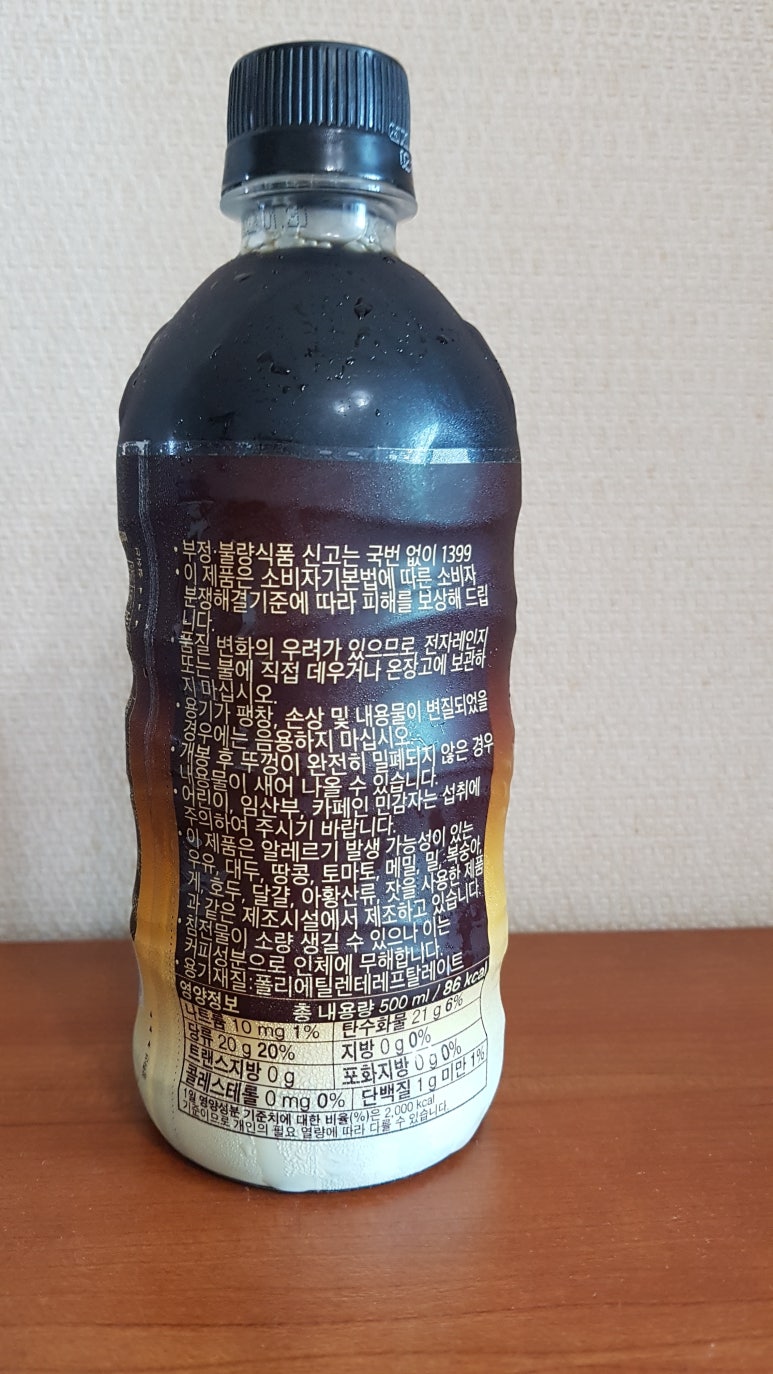 01.30
• 부정·불량식품 신고는 국번 없이 1399
• 이 제품은 소비자기본법에 따른 소비자
분쟁해결기준에 따라 피해를 보상해 드립
니다.
• 품질 변화의 우려가 있으므로, 전자레인지
또는 불에 직접 데우거나 온장고에 보관하
지 마십시오.
• 용기가 팽창, 손상 및 내용물이 변질되었을
경우에는 음용하지 마십시오.
• 개봉 후 뚜껑이 완전히 밀폐되지 않은 경우
내용물이 새어 나올 수 있습니다.
• 어린이, 임산부, 카페인 민감자는 섭취에
주의하여 주시기 바랍니다.
• 이 제품은 알레르기 발생 가능성이 있는
우유, 대두, 땅콩, 토마토, 메밀, 밀, 복숭아,
게, 호두, 달걀, 아황산류, 잣을 사용한 제품
과 같은 제조시설에서 제조하고 있습니다.
• 침전물이 소량 생길 수 있으나 이는
커피성분으로 인체에 무해합니다.
• 용기재질:폴리에틸렌테레프탈레이트
영양정보 총 내용량 500 ml / 86 kcal
나트륨 10 mg 1% 탄수화물 21 g 6%
당류 20 g 20% 지방 0 g 0%
트랜스지방 0 g 포화지방 0 g 0%
콜레스테롤 0 mg 0% 단백질 1 g 미만 1%
1일 영양성분 기준치에 대한 비율(%)은 2,000 kcal
기준이므로 개인의 필요 열량에 따라 다를 수 있습니다.